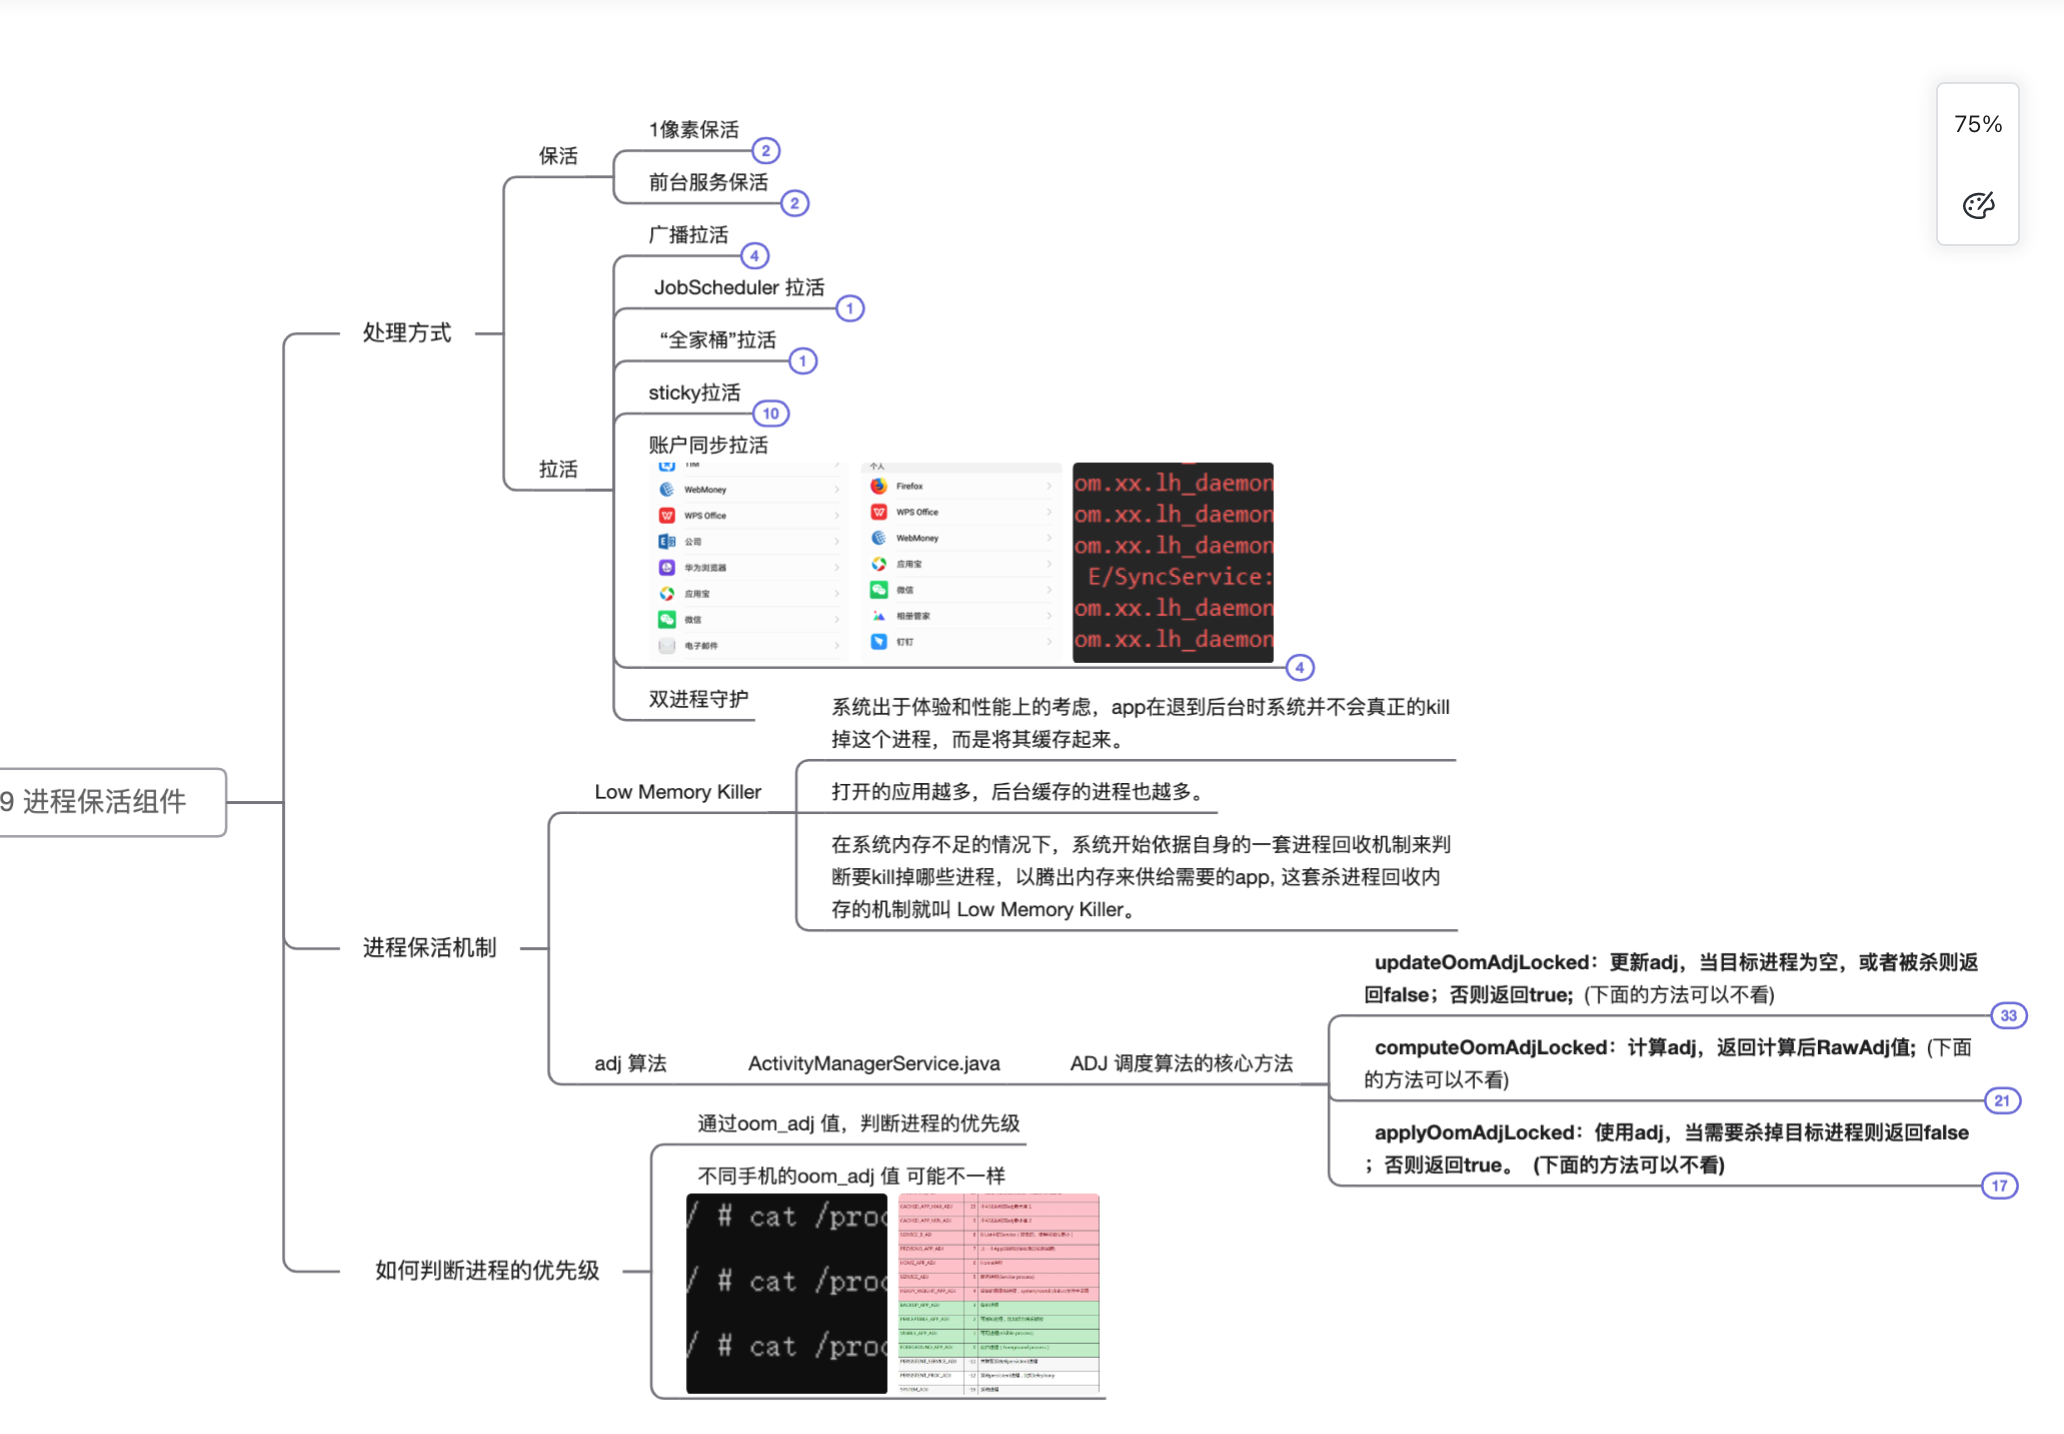 75%
9 进程保活组件
处理方式
保活
1像素保活
2
前台服务保活
2
拉活
广播拉活
4
JobScheduler 拉活
1
“全家桶”拉活
1
sticky拉活
10
账户同步拉活
TIM
WebMoney
WPS Office
公司
华为浏览器
应用宝
微信
电子邮件
个人
Firefox
WPS Office
WebMoney
应用宝
微信
相册管家
钉钉
om.xx.lh_daemon
om.xx.lh_daemon
om.xx.lh_daemon
E/SyncService:
om.xx.lh_daemon
om.xx.lh_daemon
4
双进程守护
进程保活机制
Low Memory Killer
系统出于体验和性能上的考虑，app在退到后台时系统并不会真正的kill
掉这个进程，而是将其缓存起来。
打开的应用越多，后台缓存的进程也越多。
在系统内存不足的情况下，系统开始依据自身的一套进程回收机制来判
断要kill掉哪些进程，以腾出内存来供给需要的app, 这套杀进程回收内
存的机制就叫 Low Memory Killer。
adj 算法
ActivityManagerService.java
ADJ 调度算法的核心方法
updateOomAdjLocked：更新adj，当目标进程为空，或者被杀则返
回false；否则返回true; (下面的方法可以不看)
33
computeOomAdjLocked：计算adj，返回计算后RawAdj值; (下面
的方法可以不看)
21
applyOomAdjLocked：使用adj，当需要杀掉目标进程则返回false
；否则返回true。 (下面的方法可以不看)
17
如何判断进程的优先级
通过oom_adj 值，判断进程的优先级
不同手机的oom_adj 值 可能不一样
/ # cat /proc
/ # cat /proc
/ # cat /proc